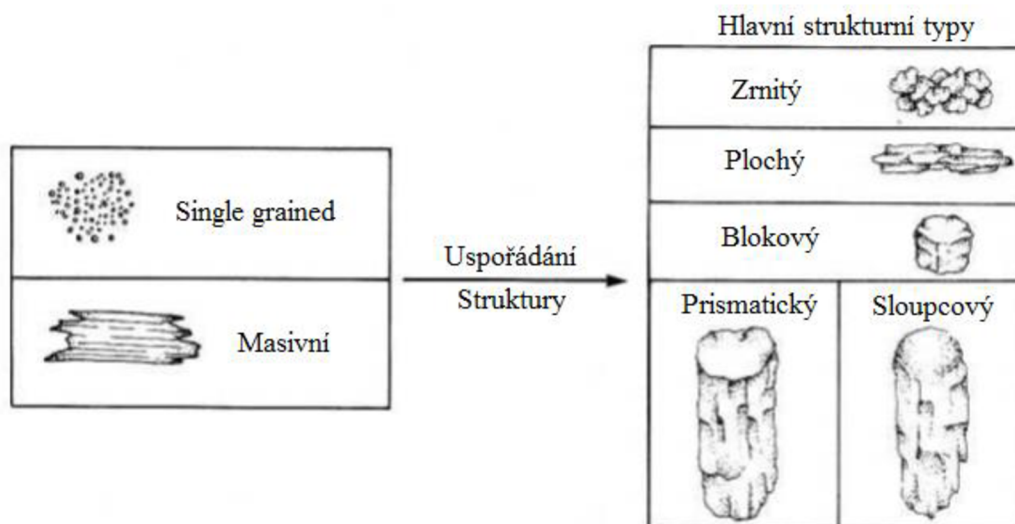 Hlavní strukturní typy
Zrnitý
Plochý
Single grained
Blokový
Uspořádání
Struktury
Masivní
Prismatický
Sloupcový